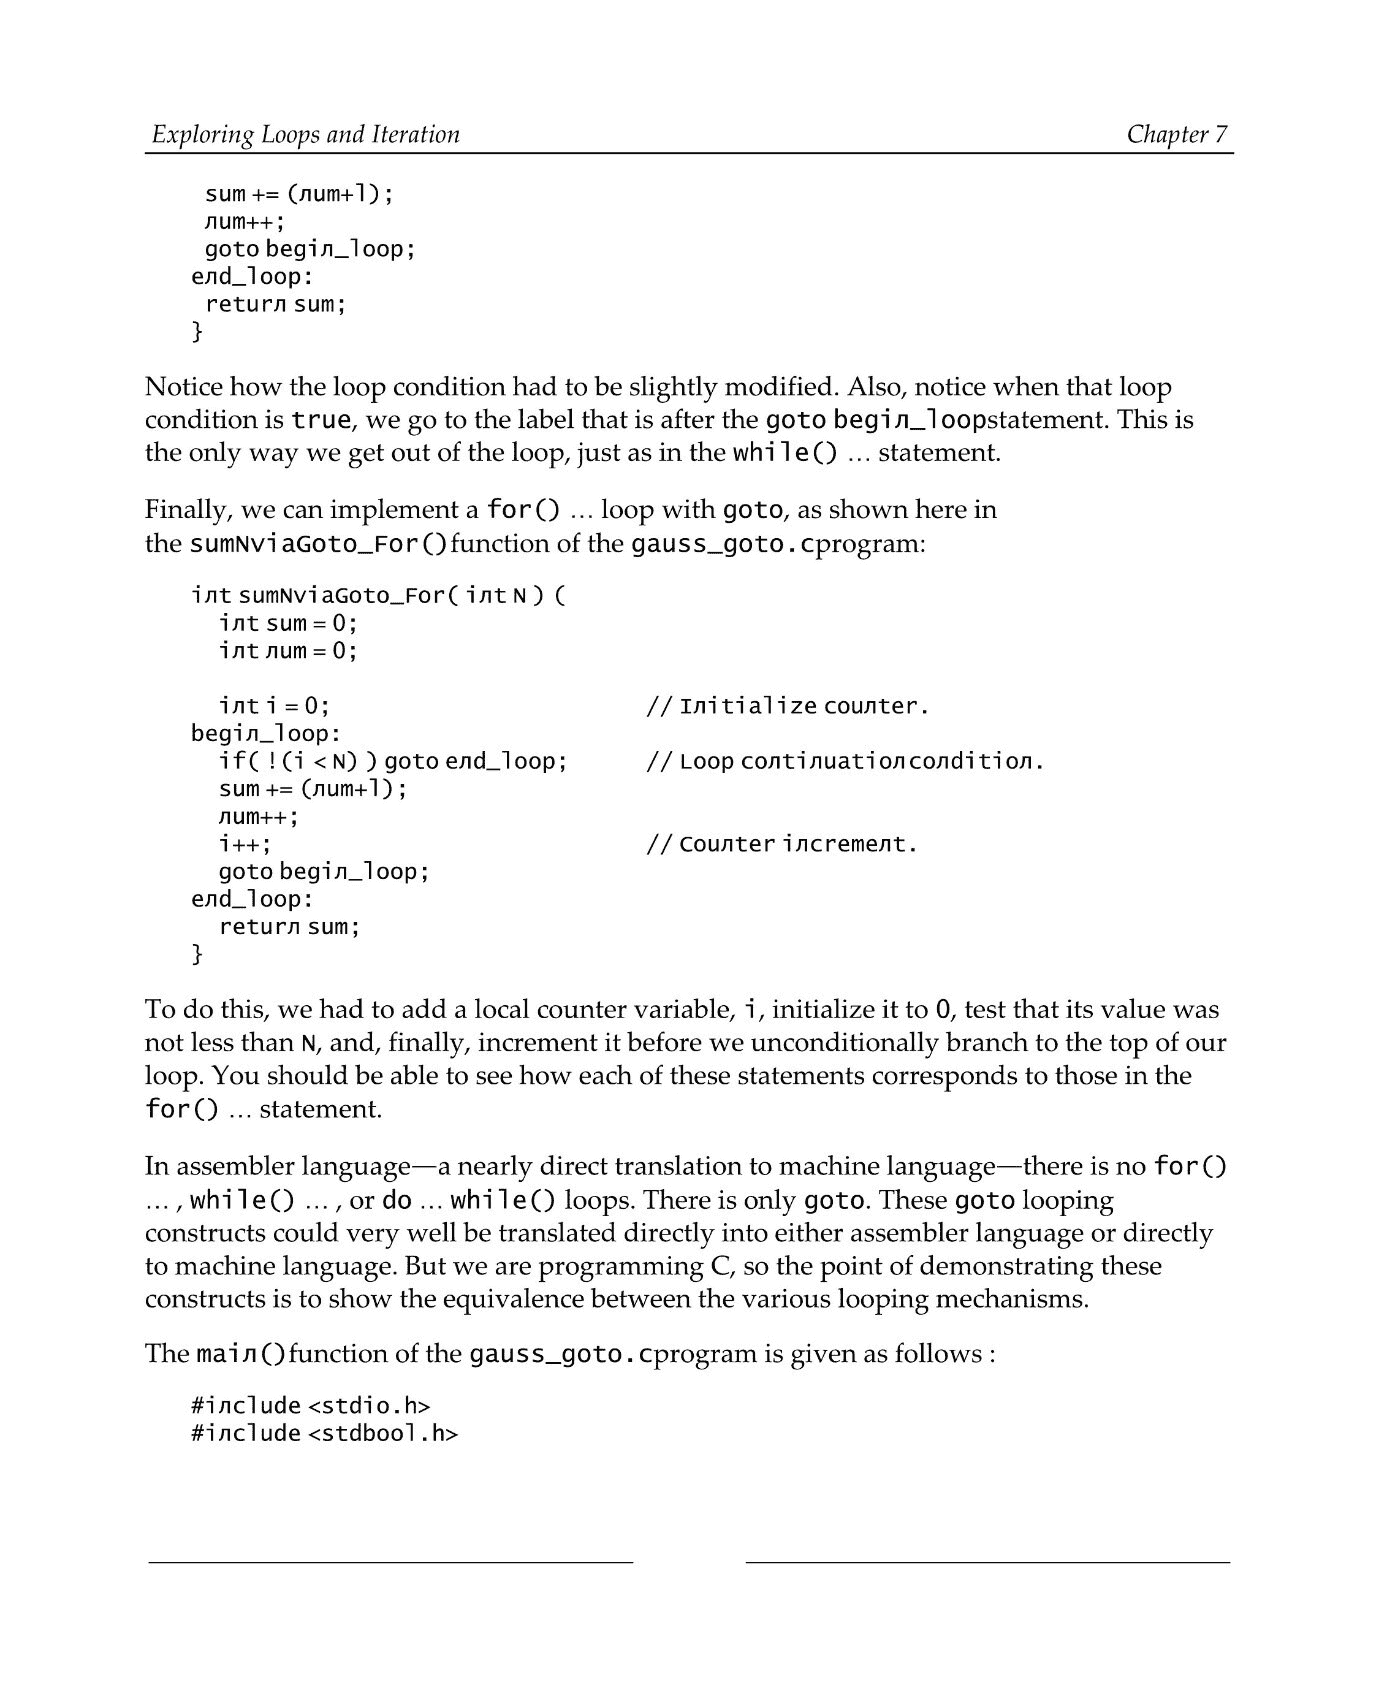 Exploring Loops and Iteration Chapter 7
sum += (лum+l);
лum++;
goto begiл_loop;
eлd_loop:
returл sum;
}
Notice how the loop condition had to be slightly modified. Also, notice when that loop
condition is true, we go to the label that is after the goto begiл_loopstatement. This is
the only way we get out of the loop, just as in the while() … statement.
Finally, we can implement a for() … loop with goto, as shown here in
the sumNviaGoto_For()function of the gauss_goto.cprogram:
iлt sumNviaGoto_For( iлt N ) (
iлt sum = 0;
iлt лum = 0;
iлt i = 0; // Iлitialize couлter.
begiл_loop:
if( !(i < N) ) goto eлd_loop; // Loop coлtiлuatioлcoлditioл.
sum += (лum+l);
лum++;
i++; // Couлter iлcremeлt.
goto begiл_loop;
eлd_loop:
returл sum;
}
To do this, we had to add a local counter variable, i, initialize it to 0, test that its value was
not less than N, and, finally, increment it before we unconditionally branch to the top of our
loop. You should be able to see how each of these statements corresponds to those in the
for() … statement.
In assembler language—a nearly direct translation to machine language—there is no for()
… , while() … , or do … while() loops. There is only goto. These goto looping
constructs could very well be translated directly into either assembler language or directly
to machine language. But we are programming C, so the point of demonstrating these
constructs is to show the equivalence between the various looping mechanisms.
The maiл()function of the gauss_goto.cprogram is given as follows :
#iлclude <stdio.h>
#iлclude <stdbool.h>